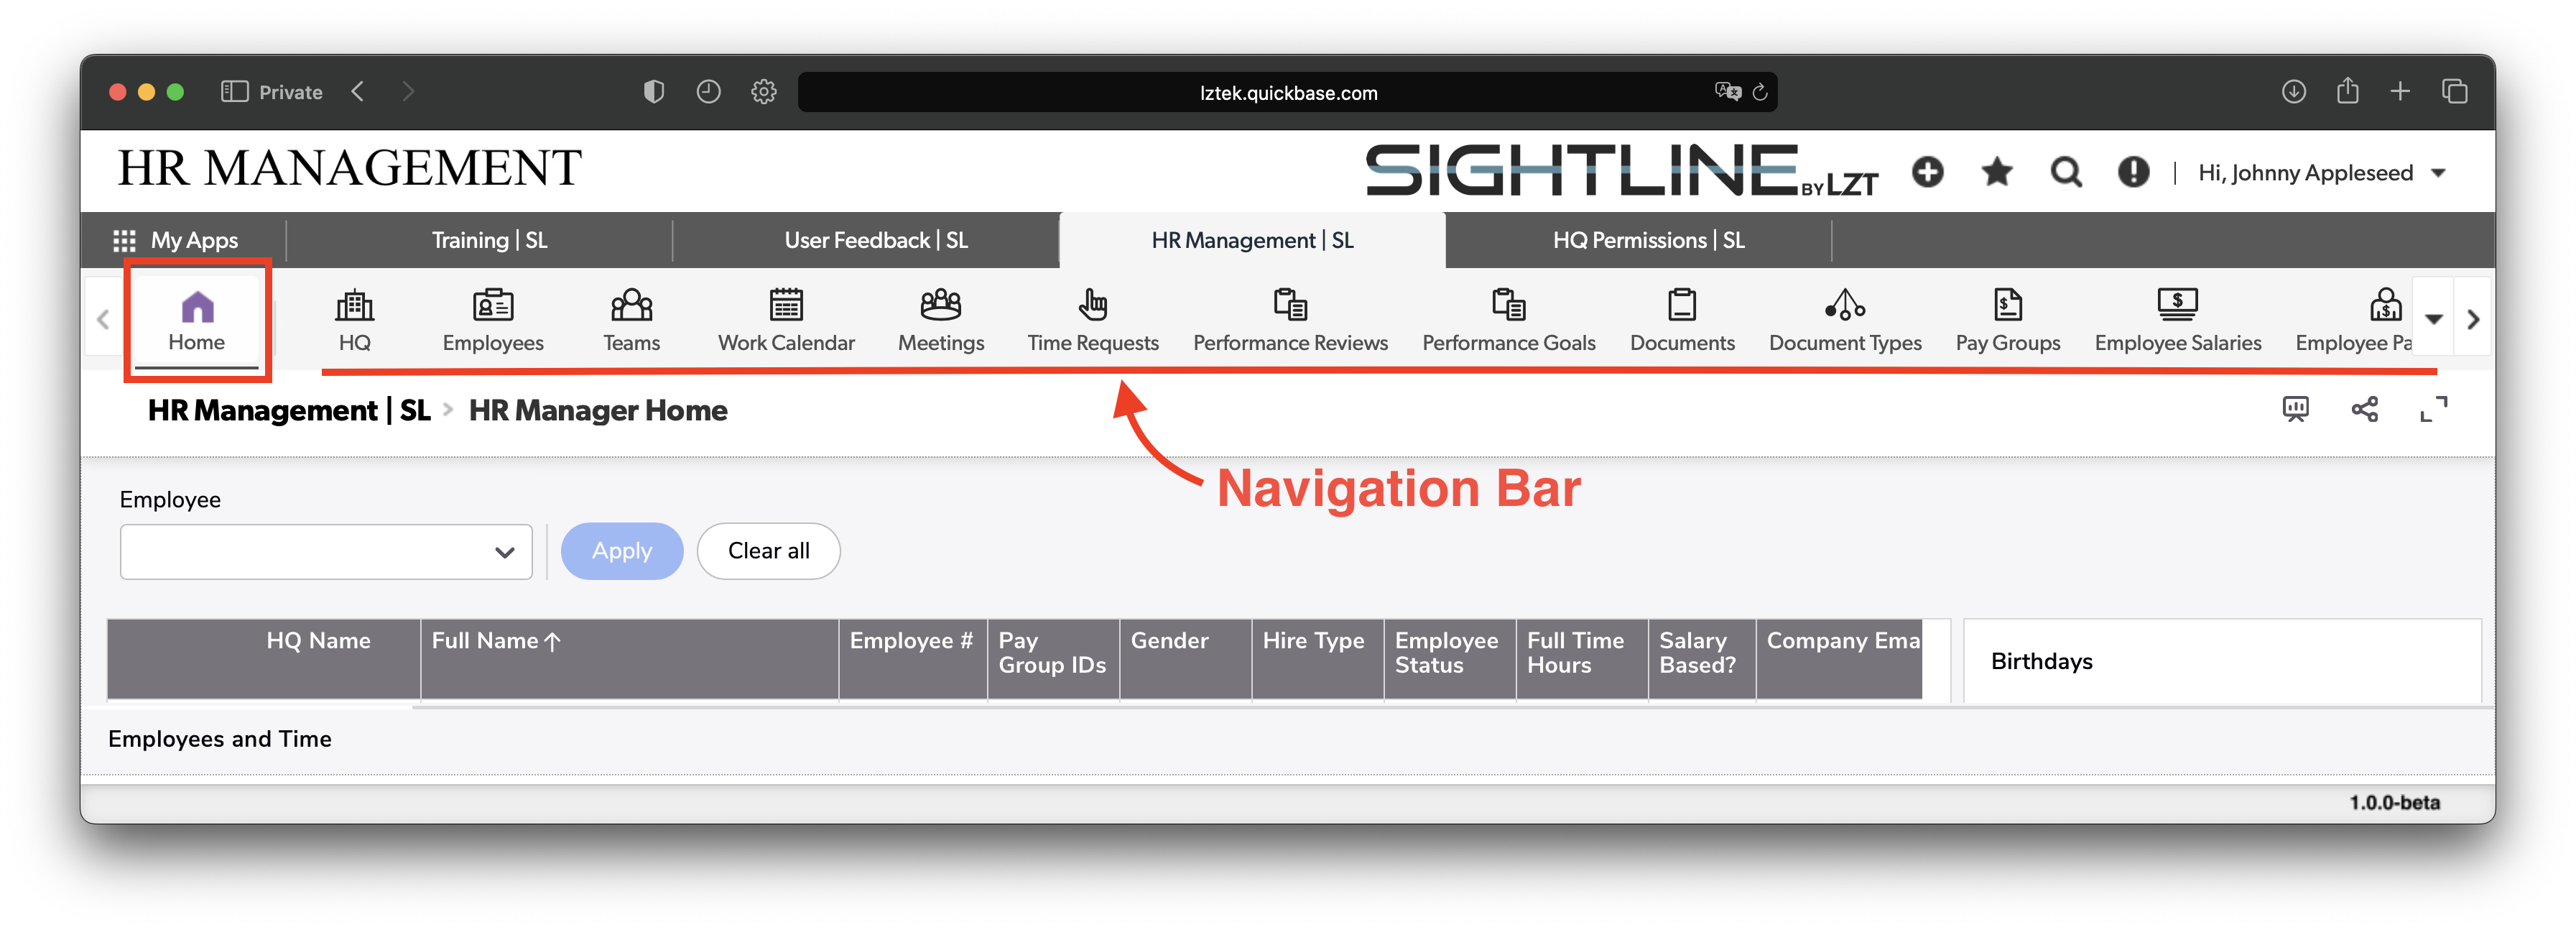 Private
lztek.quickbase.com
HR MANAGEMENT
SIGHTLINE BY LZT
Hi, Johnny Appleseed
My Apps
Training | SL
User Feedback | SL
HR Management | SL
HQ Permissions | SL
Home
HQ
Employees
Teams
Work Calendar
Meetings
Time Requests
Performance Reviews
Performance Goals
Documents
Document Types
Pay Groups
Employee Salaries
Employee Pa
HR Management | SL > HR Manager Home
Navigation Bar
Employee
Apply
Clear all
HQ Name
Full Name ↑
Employee #
Pay
Group IDs
Gender
Hire Type
Employee
Status
Full Time
Hours
Salary
Based?
Company Ema
Birthdays
Employees and Time
1.0.0-beta